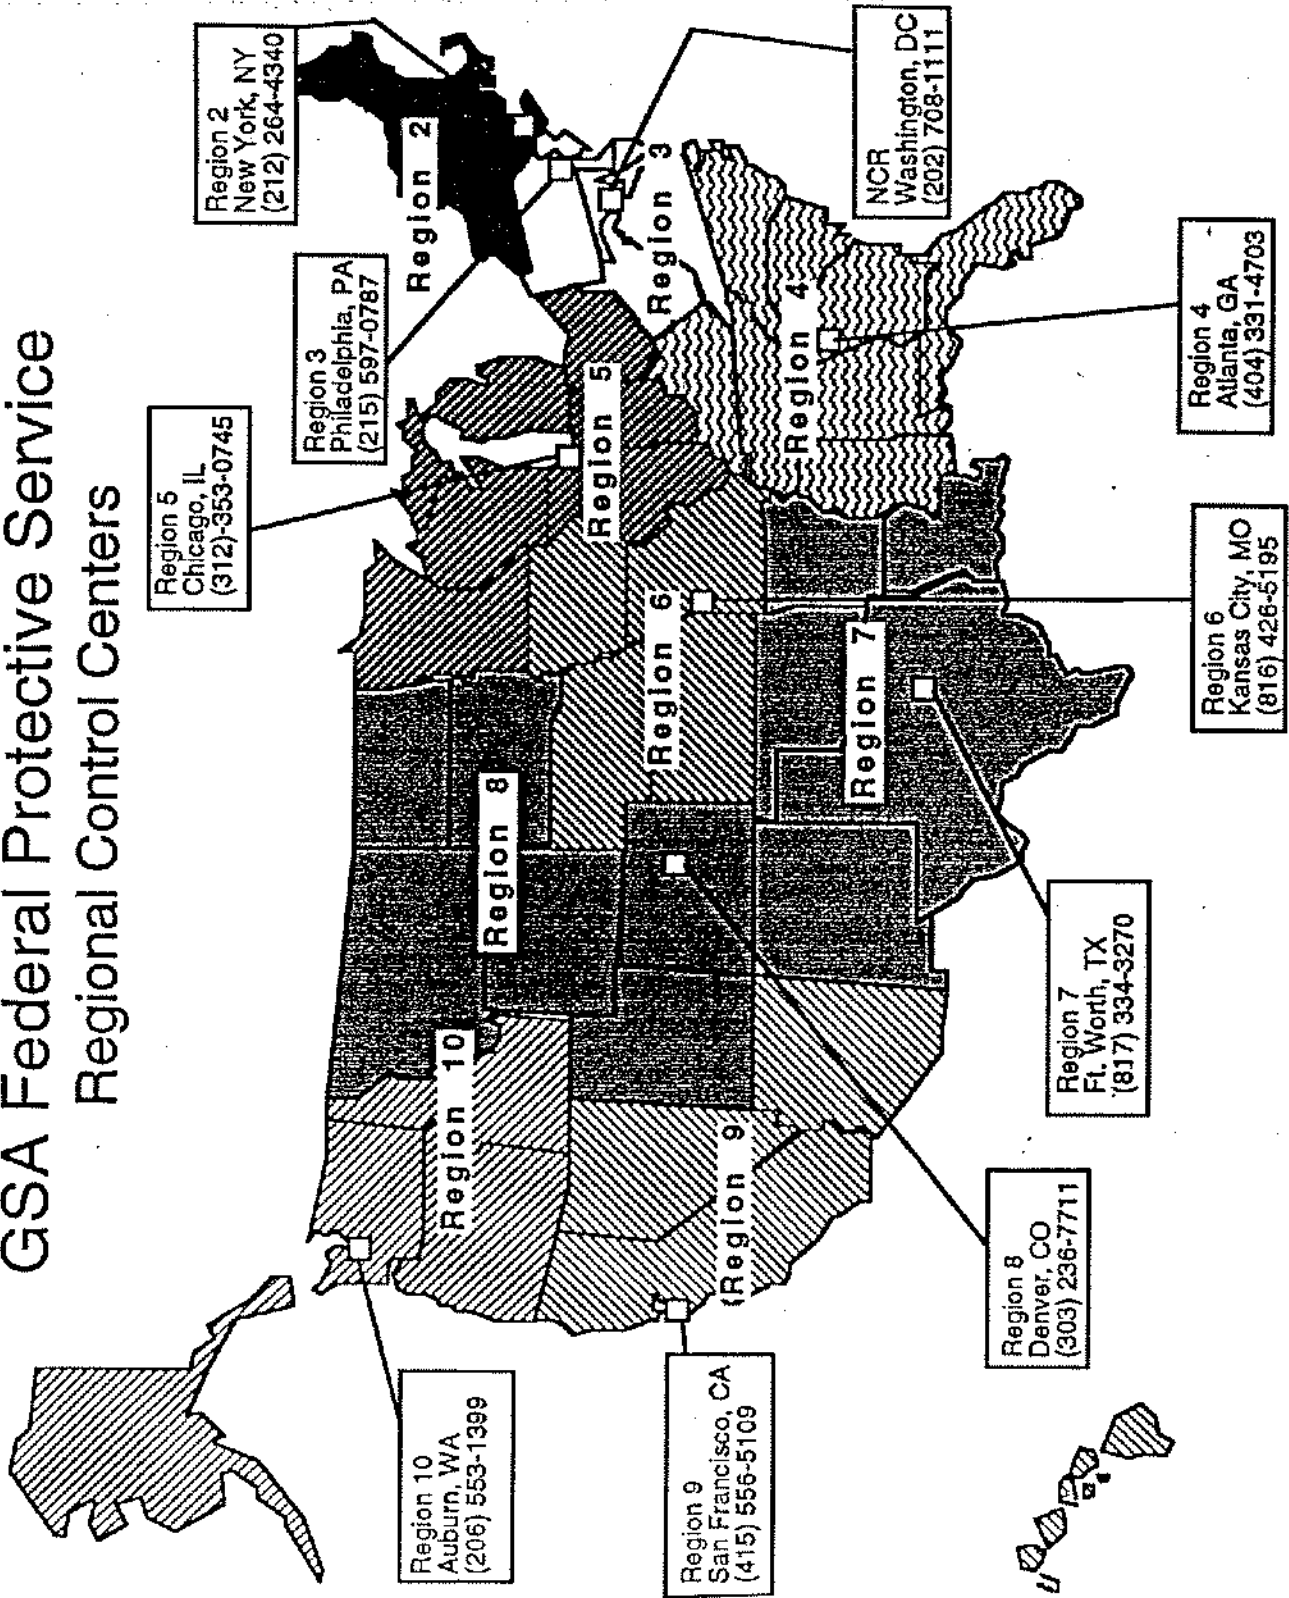 GSA Federal Protective Service
Regional Control Centers
Region 5
Chicago, IL
(312)-353-0745
Region 3
Philadelphia, PA
(215) 597-0787
Region 2
New York, NY
(212) 264-4340
Region 2
Region 10
Region 8
Region 5
Region 3
Region 6
Region 9
Region 7
Region 4
Region 10
Auburn, WA
(206) 553-1399
Region 9
San Francisco, CA
(415) 556-5109
Region 8
Denver, CO
(303) 236-7711
Region 7
Ft. Worth, TX
(817) 334-3270
Region 6
Kansas City, MO
(816) 426-5195
Region 4
Atlanta, GA
(404) 331-4703
NCR
Washington, DC
(202) 708-1111